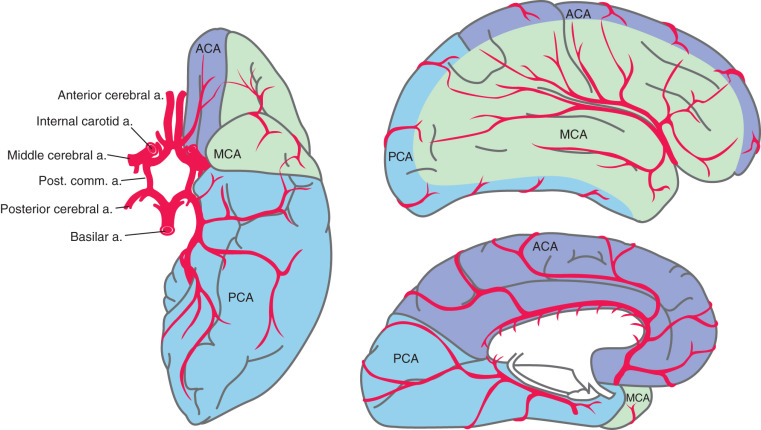 ACA
Anterior cerebral a.
Internal carotid a.
Middle cerebral a.
MCA
Post. comm. a.
Posterior cerebral a.
Basilar a.
PCA
ACA
MCA
PCA
ACA
PCA
MCA